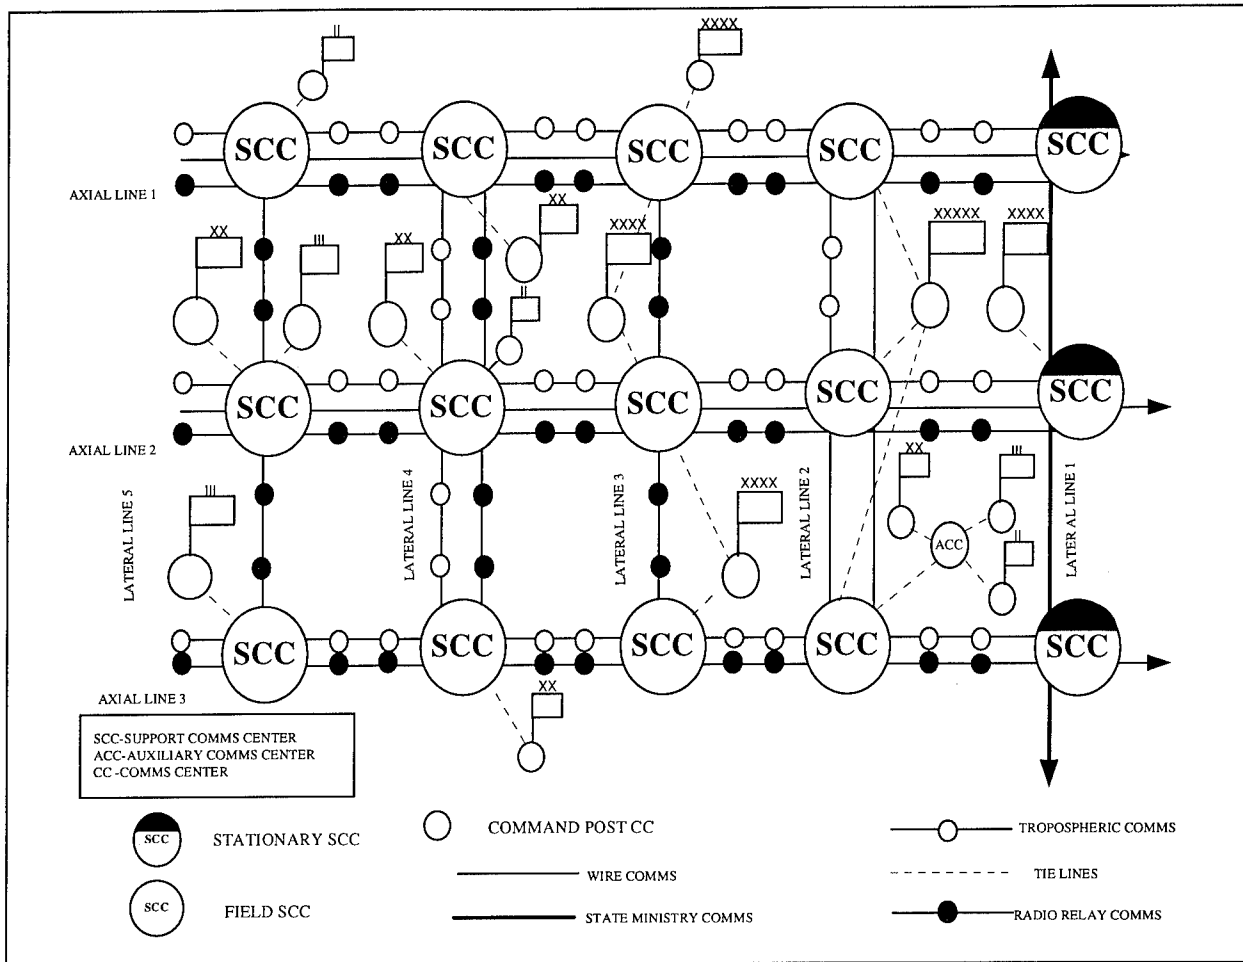 II
XXXX
SCC
SCC
SCC
SCC
SCC
AXIAL LINE 1
XX
III
XX
XX
XXXX
XXXXX
XXXX
II
SCC
SCC
SCC
SCC
SCC
AXIAL LINE 2
LATERAL LINE 5
III
LATERAL LINE 4
LATERAL LINE 3
XXXX
LATERAL LINE 2
XX
III
ACC
II
LATER AL LINE 1
SCC
SCC
SCC
SCC
SCC
AXIAL LINE 3
XX
SCC-SUPPORT COMMS CENTER
ACC-AUXILIARY COMMS CENTER
CC -COMMS CENTER
SCC
STATIONARY SCC
COMMAND POST CC
TROPOSPHERIC COMMS
WIRE COMMS
TIE LINES
SCC
FIELD SCC
STATE MINISTRY COMMS
RADIO RELAY COMMS